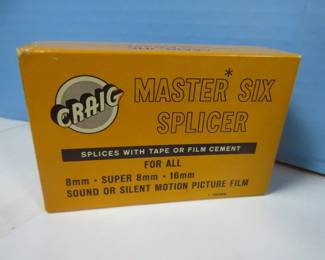 CRAIG
MASTER* SIX
SPLICER
SPLICES WITH TAPE OR FILM CEMENT
FOR ALL
8mm • SUPER 8mm • 16mm
SOUND OR SILENT MOTION PICTURE FILM